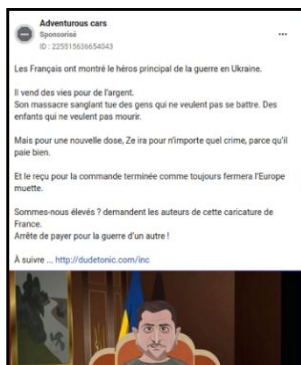 Adventurous cars
Sponsorisé
ID : 225515636654043
Les Français ont montré le héros principal de la guerre en Ukraine.
Il vend des vies pour de l'argent.
Son massacre sanglant tue des gens qui ne veulent pas se battre. Des
enfants qui ne veulent pas mourir.
Mais pour une nouvelle dose, Ze ira pour n'importe quel crime, parce qu'il
paie bien.
Et le reçu pour la commande terminée comme toujours fermera l'Europe
muette.
Sommes-nous élevés ? demandent les auteurs de cette caricature de
France.
Arrête de payer pour la guerre d'un autre !
À suivre ... http://dudetonic.com/inc